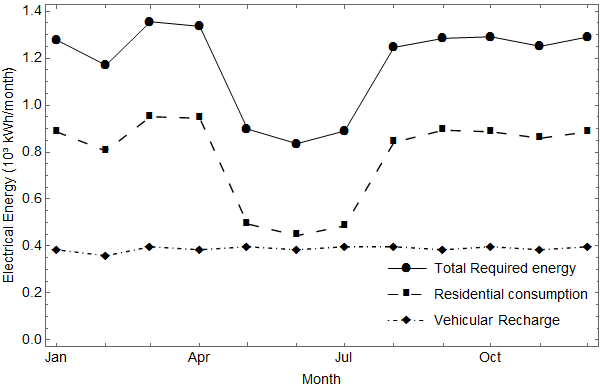 1.4
1.2
1.0
0.8
0.6
0.4
0.2
0.0
Electrical Energy (10³ kWh/month)
Total Required energy
Residential consumption
Vehicular Recharge
Jan Apr Jul Oct
Month